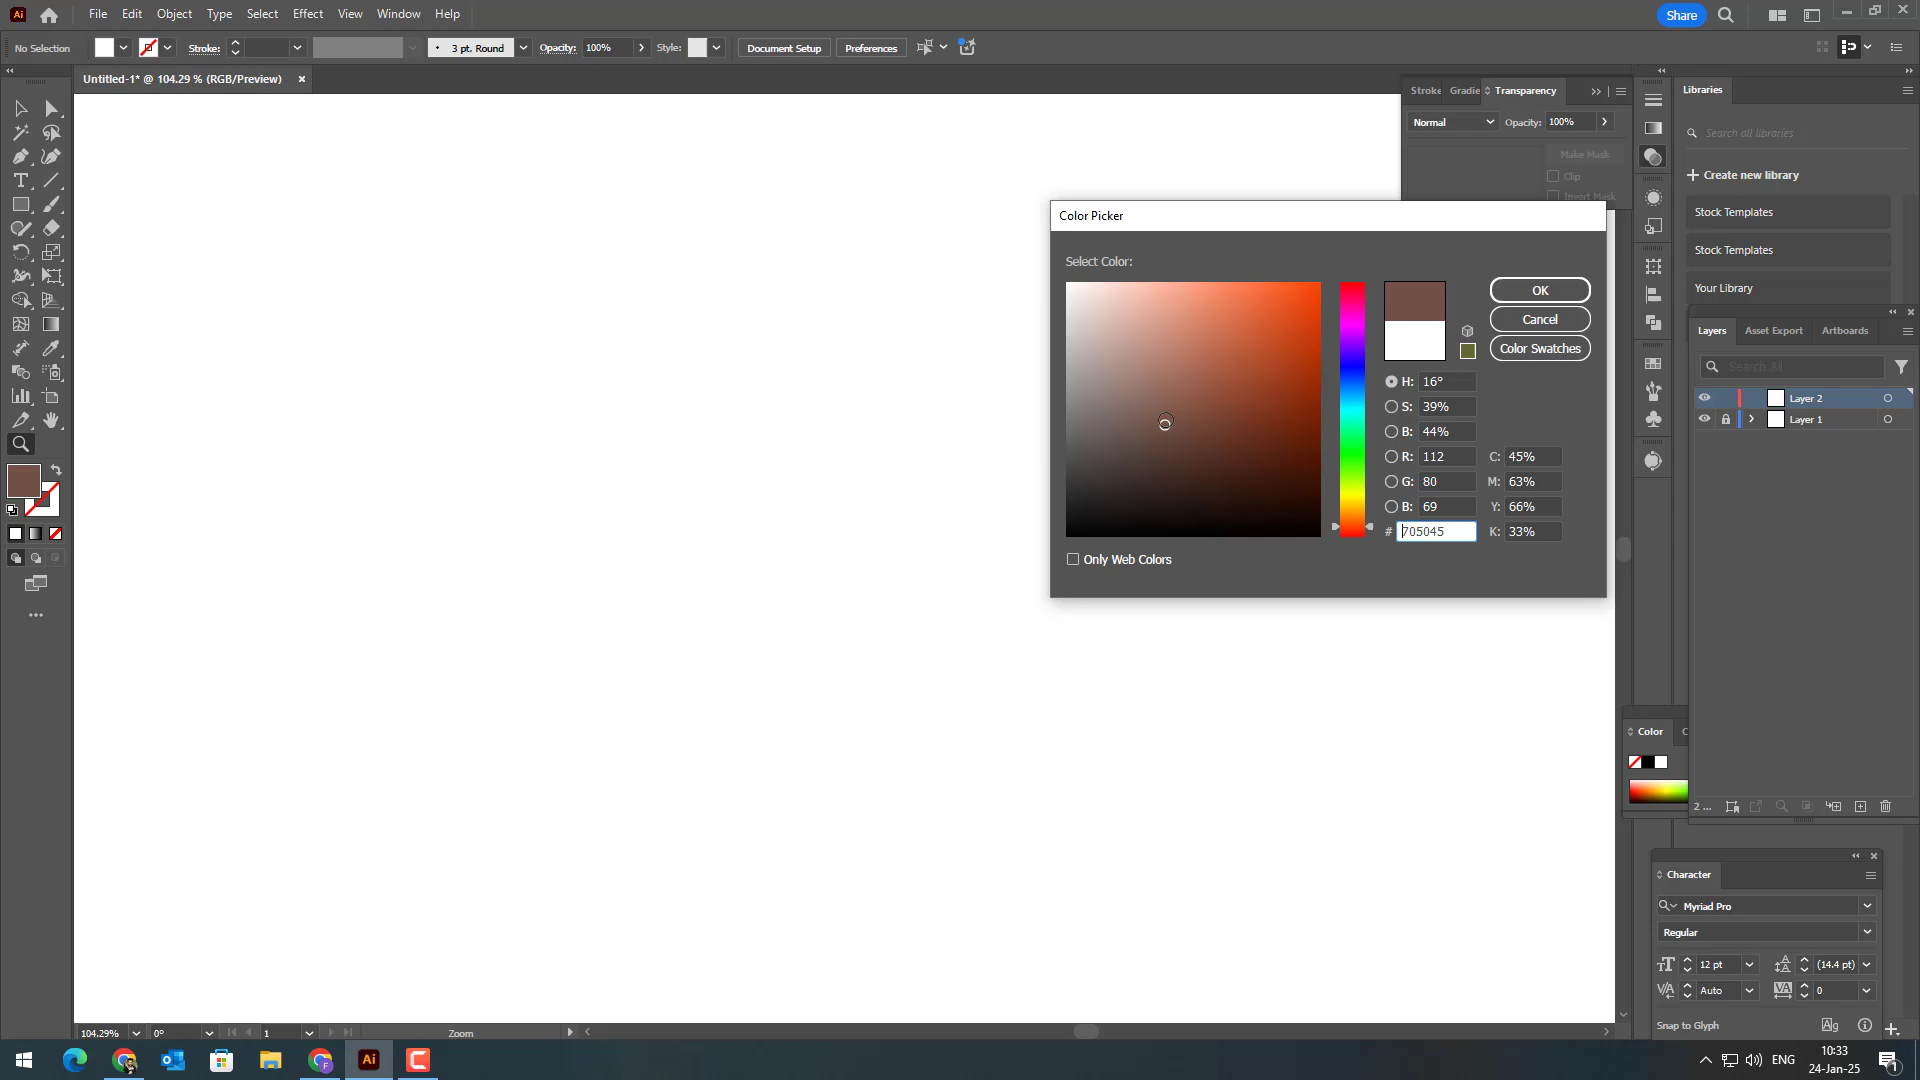 Ai File Edit Object Type Select Effect View Window Help Share
No Selection Stroke: 3 pt. Round Opacity: 100% Style: Document Setup Preferences
Untitled-1* @ 104.29 % (RGB/Preview)
Stroke Gradie Transparency
Normal Opacity: 100%
Make Mask
Clip
Invert Mask
Libraries
Search all libraries
Create new library
Stock Templates
Stock Templates
Your Library
Color Picker
Select Color:
OK
Cancel
Color Swatches
H: 16°
S: 39%
B: 44%
R: 112 C: 45%
G: 80 M: 63%
B: 69 Y: 66%
# 705045 K: 33%
Only Web Colors
Layers Asset Export Artboards
Search All
Layer 2
Layer 1
2 ...
Color C
Character
Myriad Pro
Regular
12 pt (14.4 pt)
Auto 0
Snap to Glyph
104.29% 0° 1 Zoom
ENG 10:33
24-Jan-25
1